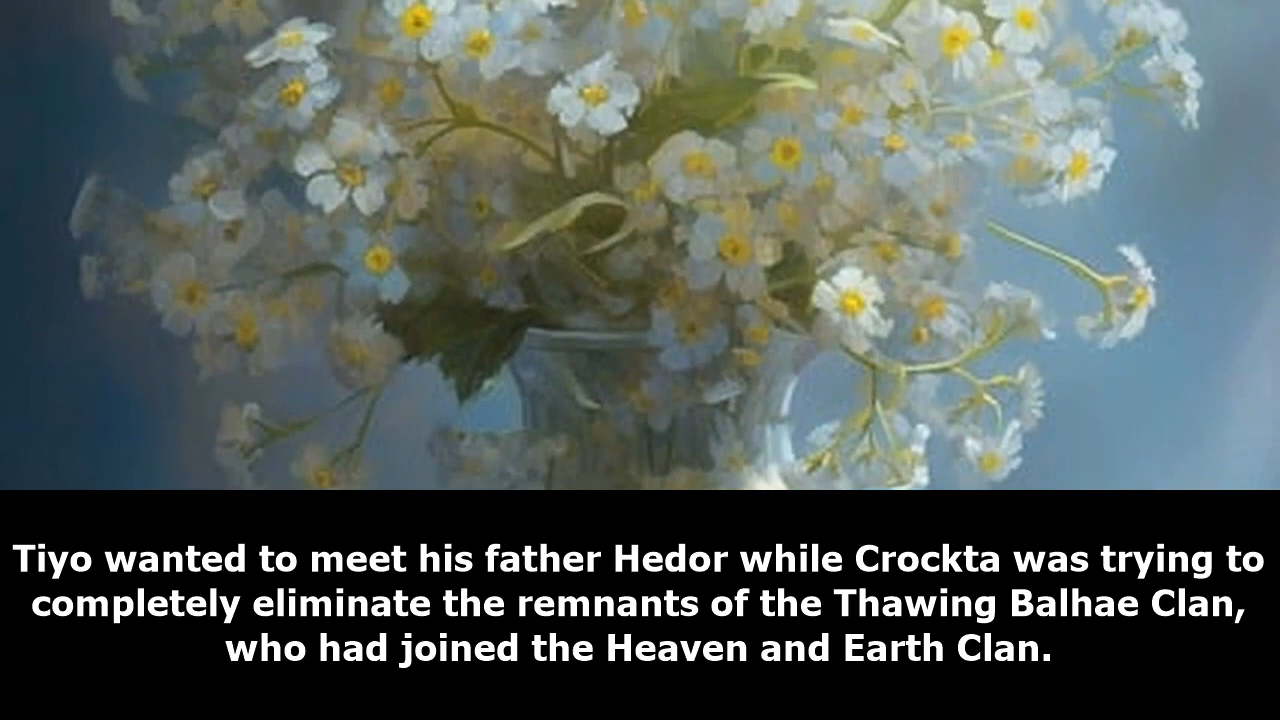 Tiyo wanted to meet his father Hedor while Crockta was trying to
completely eliminate the remnants of the Thawing Balhae Clan,
who had joined the Heaven and Earth Clan.